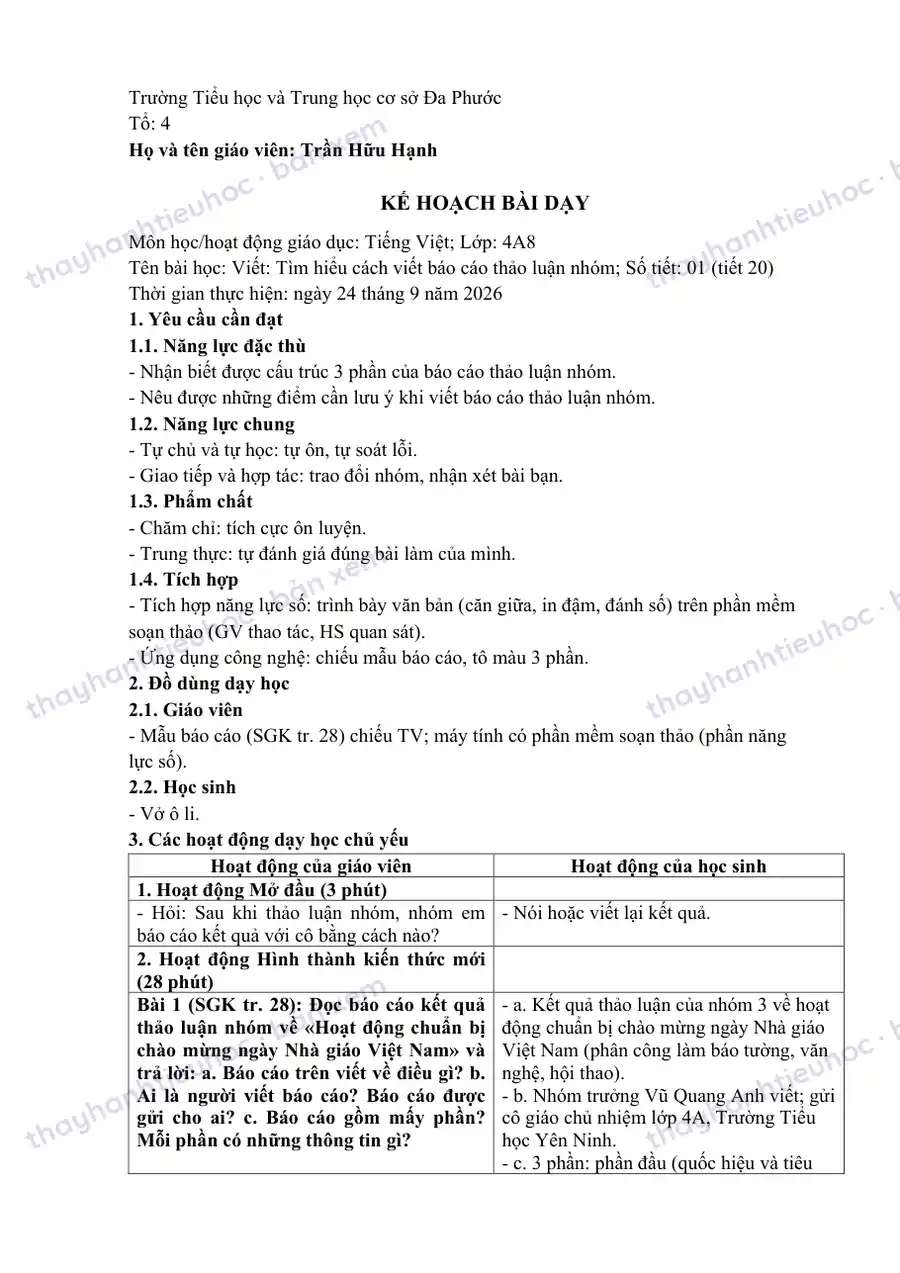 Trường Tiểu học và Trung học cơ sở Đa Phước
Tổ: 4
Họ và tên giáo viên: Trần Hữu Hạnh
KẾ HOẠCH BÀI DẠY
Môn học/hoạt động giáo dục: Tiếng Việt; Lớp: 4A8
Tên bài học: Viết: Tìm hiểu cách viết báo cáo thảo luận nhóm; Số tiết: 01 (tiết 20)
Thời gian thực hiện: ngày 24 tháng 9 năm 2026
1. Yêu cầu cần đạt
1.1. Năng lực đặc thù
- Nhận biết được cấu trúc 3 phần của báo cáo thảo luận nhóm.
- Nêu được những điểm cần lưu ý khi viết báo cáo thảo luận nhóm.
1.2. Năng lực chung
- Tự chủ và tự học: tự ôn, tự soát lỗi.
- Giao tiếp và hợp tác: trao đổi nhóm, nhận xét bài bạn.
1.3. Phẩm chất
- Chăm chỉ: tích cực ôn luyện.
- Trung thực: tự đánh giá đúng bài làm của mình.
1.4. Tích hợp
- Tích hợp năng lực số: trình bày văn bản (căn giữa, in đậm, đánh số) trên phần mềm
soạn thảo (GV thao tác, HS quan sát).
- Ứng dụng công nghệ: chiếu mẫu báo cáo, tô màu 3 phần.
2. Đồ dùng dạy học
2.1. Giáo viên
- Mẫu báo cáo (SGK tr. 28) chiếu TV; máy tính có phần mềm soạn thảo (phần năng
lực số).
2.2. Học sinh
- Vở ô li.
3. Các hoạt động dạy học chủ yếu
Hoạt động của giáo viên
Hoạt động của học sinh
1. Hoạt động Mở đầu (3 phút)
- Hỏi: Sau khi thảo luận nhóm, nhóm em
báo cáo kết quả với cô bằng cách nào?
- Nói hoặc viết lại kết quả.
2. Hoạt động Hình thành kiến thức mới
(28 phút)
Bài 1 (SGK tr. 28): Đọc báo cáo kết quả
thảo luận nhóm về «Hoạt động chuẩn bị
chào mừng ngày Nhà giáo Việt Nam» và
trả lời: a. Báo cáo trên viết về điều gì? b.
Ai là người viết báo cáo? Báo cáo được
gửi cho ai? c. Báo cáo gồm mấy phần?
Mỗi phần có những thông tin gì?
- a. Kết quả thảo luận của nhóm 3 về hoạt
động chuẩn bị chào mừng ngày Nhà giáo
Việt Nam (phân công làm báo tường, văn
nghệ, hội thao).
- b. Nhóm trưởng Vũ Quang Anh viết; gửi
cô giáo chủ nhiệm lớp 4A, Trường Tiểu
học Yên Ninh.
- c. 3 phần: phần đầu (quốc hiệu và tiêu
thayhanhtieuhoc · bản xem
thayhanhtieuhoc · b
thayhanhtieuhoc · bản xem
thayhanhtieuhoc · b
thayhanhtieuhoc · bản xem
thayhanhtieuhoc · b